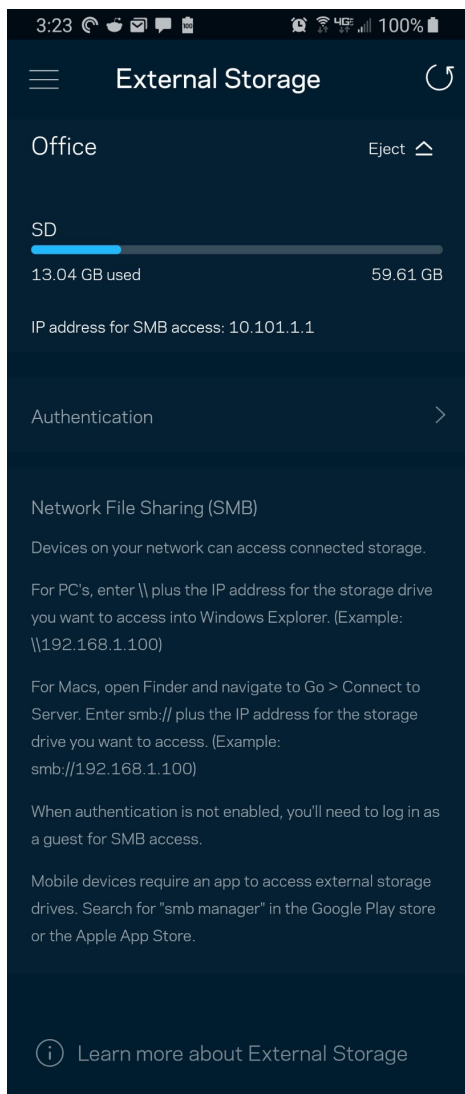 3:23 100%
External Storage
Office Eject
SD
13.04 GB used 59.61 GB
IP address for SMB access: 10.101.1.1
Authentication
Network File Sharing (SMB)
Devices on your network can access connected storage.
For PC's, enter \\ plus the IP address for the storage drive
you want to access into Windows Explorer. (Example:
\\192.168.1.100)
For Macs, open Finder and navigate to Go > Connect to
Server. Enter smb:// plus the IP address for the storage
drive you want to access. (Example:
smb://192.168.1.100)
When authentication is not enabled, you'll need to log in as
a guest for SMB access.
Mobile devices require an app to access external storage
drives. Search for "smb manager" in the Google Play store
or the Apple App Store.
Learn more about External Storage